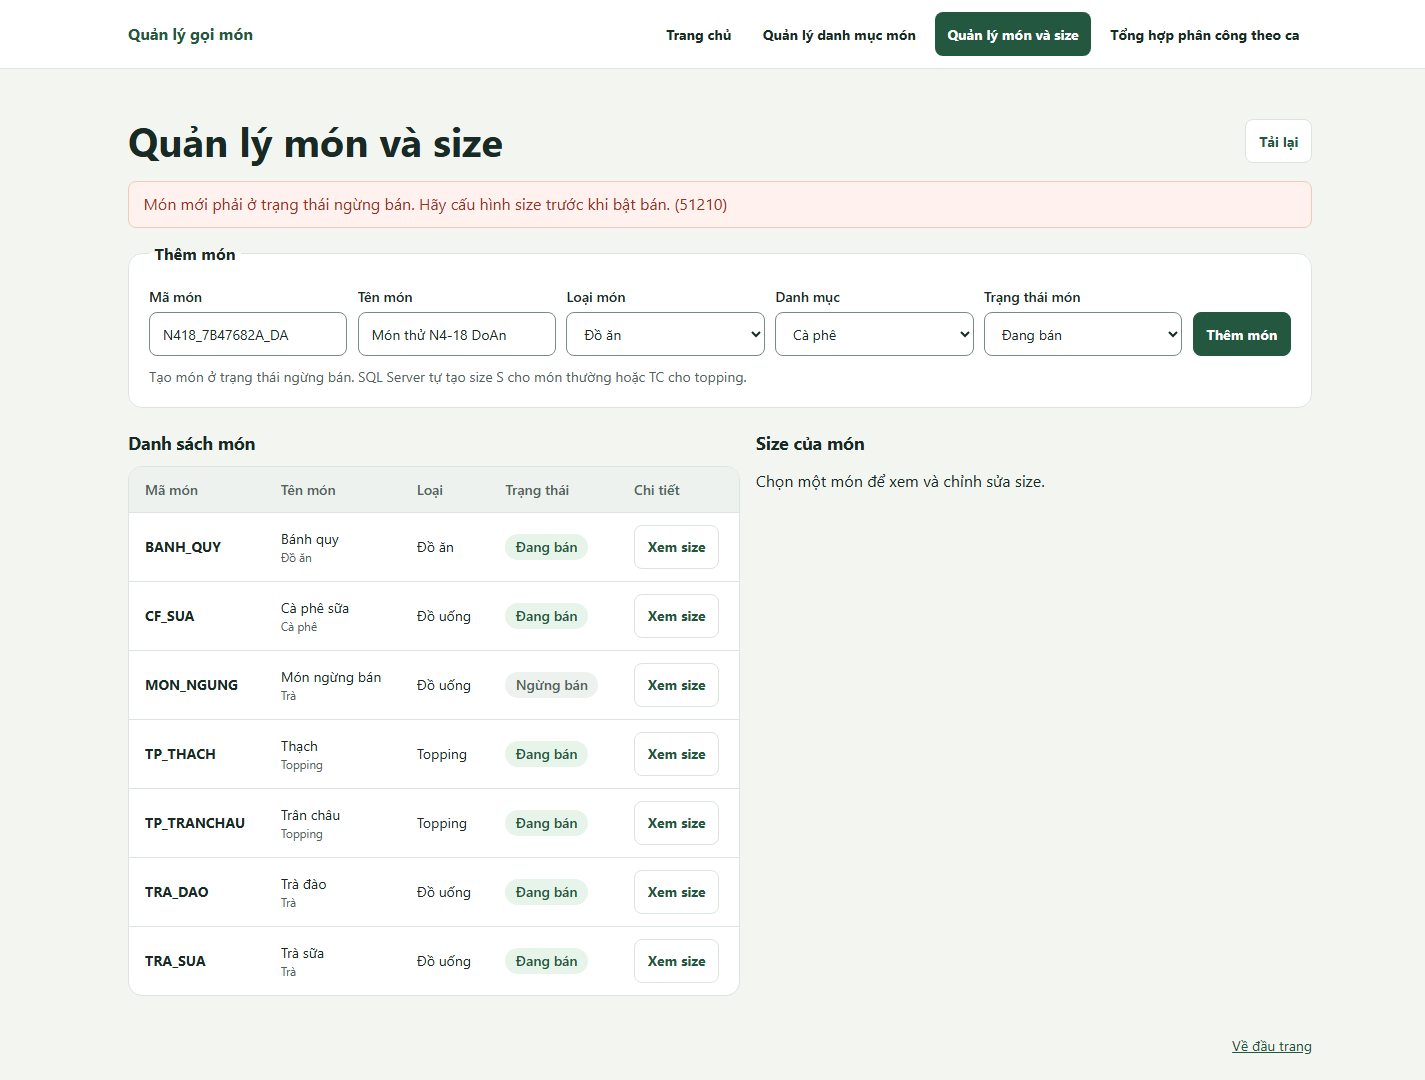 Quản lý gọi món
Trang chủ
Quản lý danh mục món
Quản lý món và size
Tổng hợp phân công theo ca
Quản lý món và size
Tải lại
Món mới phải ở trạng thái ngừng bán. Hãy cấu hình size trước khi bật bán. (51210)
Thêm món
Mã món
Tên món
Loại món
Danh mục
Trạng thái món
N418_7B47682A_DA
Món thử N4-18 DoAn
Đồ ăn
Cà phê
Đang bán
Thêm món
Tạo món ở trạng thái ngừng bán. SQL Server tự tạo size S cho món thường hoặc TC cho topping.
Danh sách món
Mã món
Tên món
Loại
Trạng thái
Chi tiết
BANH_QUY
Bánh quy
Đồ ăn
Đồ ăn
Đang bán
Xem size
CF_SUA
Cà phê sữa
Cà phê
Đồ uống
Đang bán
Xem size
MON_NGUNG
Món ngừng bán
Trà
Đồ uống
Ngừng bán
Xem size
TP_THACH
Thạch
Topping
Topping
Đang bán
Xem size
TP_TRANCHAU
Trân châu
Topping
Topping
Đang bán
Xem size
TRA_DAO
Trà đào
Trà
Đồ uống
Đang bán
Xem size
TRA_SUA
Trà sữa
Trà
Đồ uống
Đang bán
Xem size
Size của món
Chọn một món để xem và chỉnh sửa size.
Về đầu trang